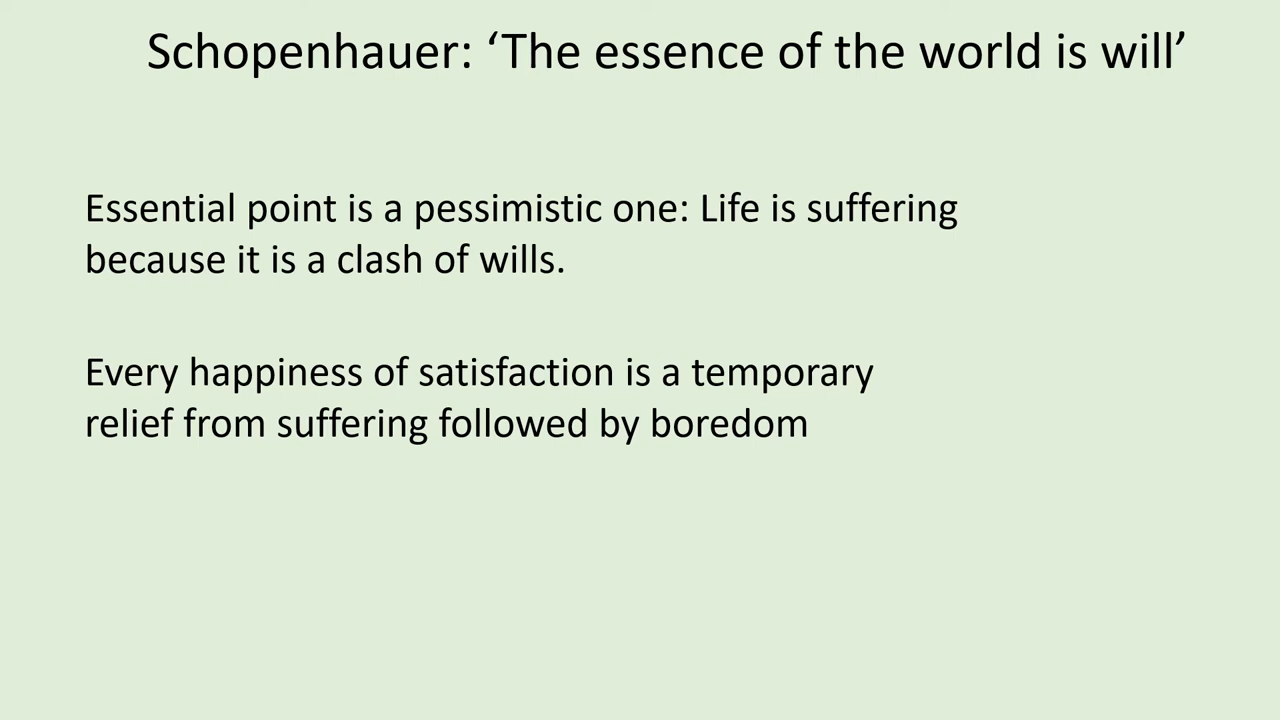 Schopenhauer: ‘The essence of the world is will’
Essential point is a pessimistic one: Life is suffering
because it is a clash of wills.
Every happiness of satisfaction is a temporary
relief from suffering followed by boredom